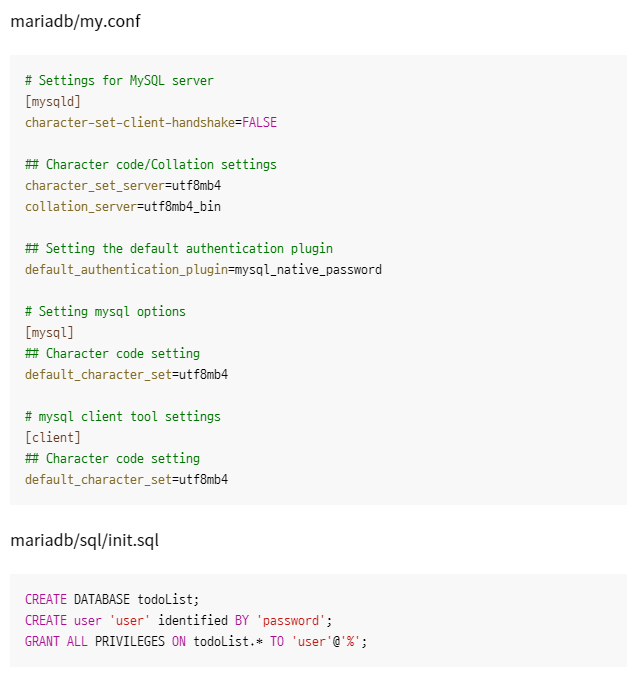 mariadb/my.conf
# Settings for MySQL server
[mysqld]
character-set-client-handshake=FALSE
## Character code/Collation settings
character_set_server=utf8mb4
collation_server=utf8mb4_bin
## Setting the default authentication plugin
default_authentication_plugin=mysql_native_password
# Setting mysql options
[mysql]
## Character code setting
default_character_set=utf8mb4
# mysql client tool settings
[client]
## Character code setting
default_character_set=utf8mb4
mariadb/sql/init.sql
CREATE DATABASE todoList;
CREATE user 'user' identified BY 'password';
GRANT ALL PRIVILEGES ON todoList.* TO 'user'@'%';